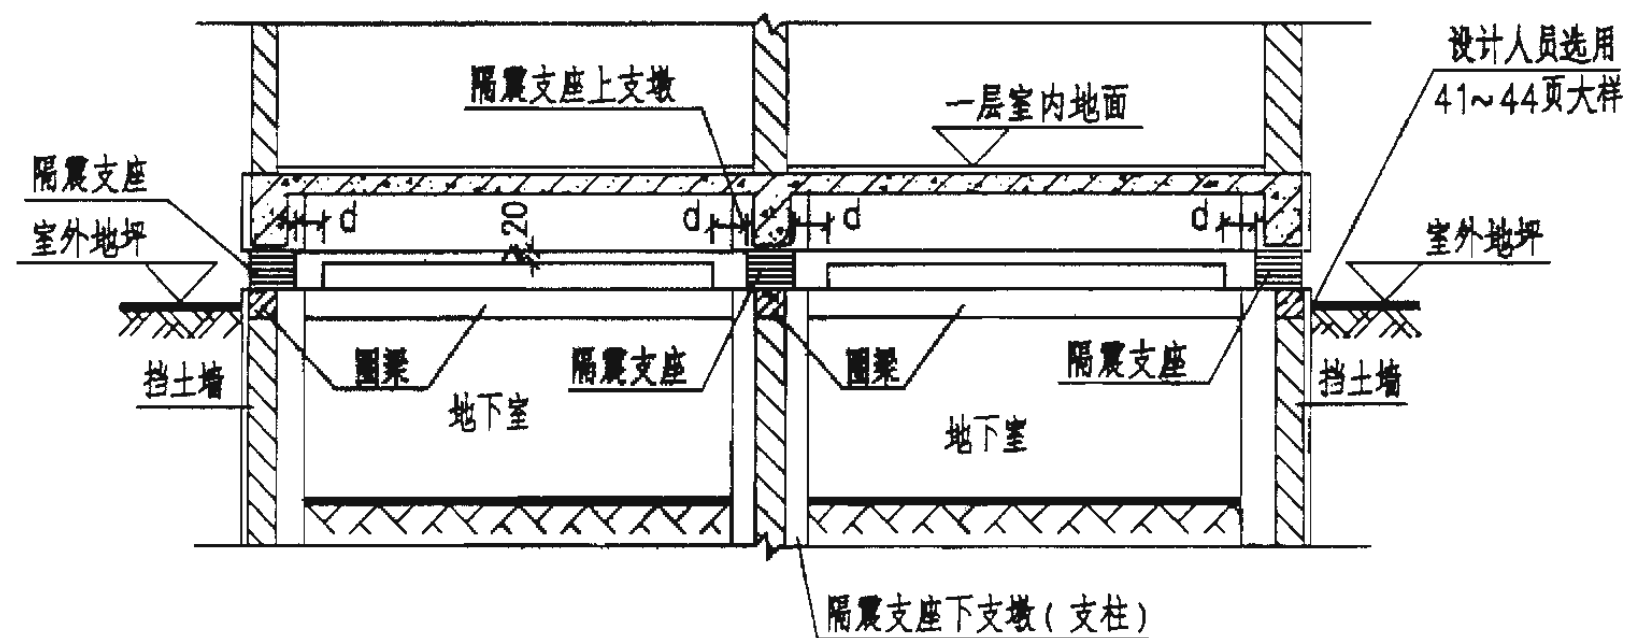 设计人员选用
41~44页大样
隔震支座上支墩
一层室内地面
隔震支座
室外地坪
d
20
d
d
d
室外地坪
挡土墙
圈梁
隔震支座
圈梁
隔震支座
挡土墙
地下室
地下室
隔震支座下支墩(支柱)